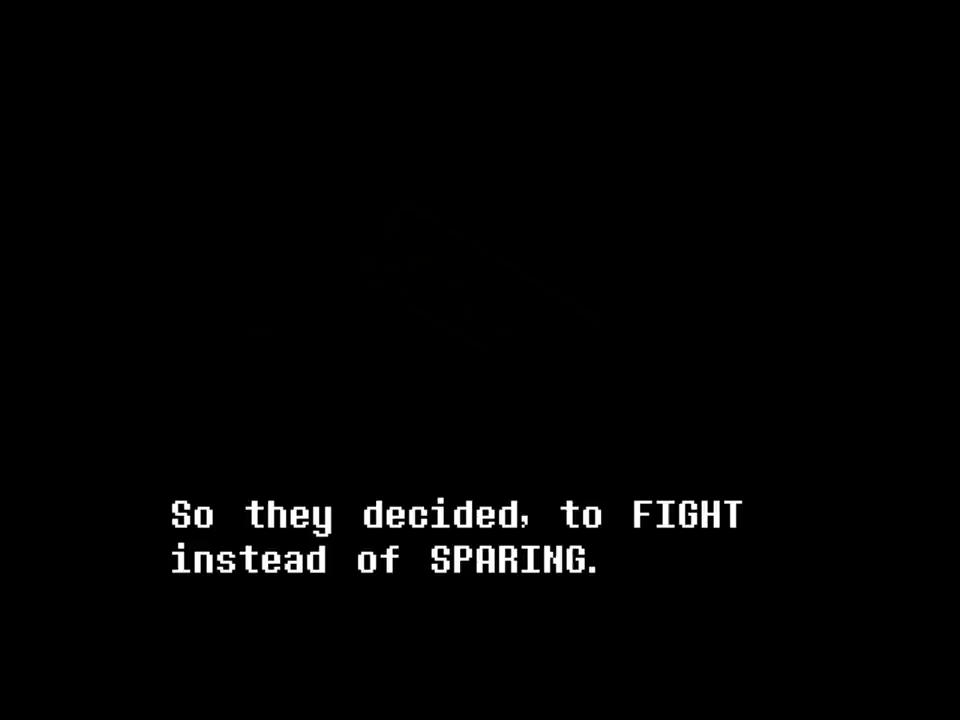 So they decided, to FIGHT
instead of SPARING.